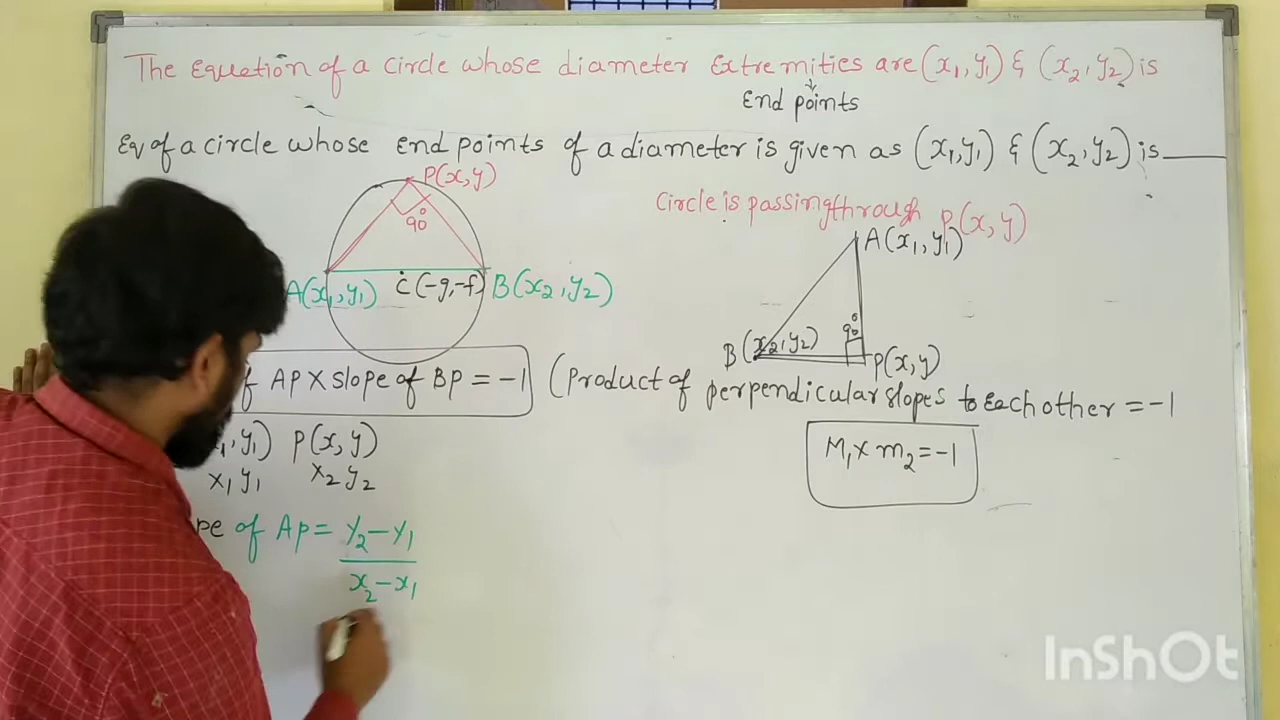 The Equation of a circle whose diameter Extremities are (x₁, y₁) & (x₂, y₂) is
End points
Eq of a circle whose End points of a diameter is given as (x₁, y₁) & (x₂, y₂) is
P(x, y)
90°
A(x₁, y₁)
C(-g, -f)
B(x₂, y₂)
Circle is passing through P(x, y)
A(x₁, y₁)
B(x₂, y₂)
90°
P(x, y)
AP × slope of BP = -1
(Product of perpendicular slopes to Each other = -1
M₁ × m₂ = -1
, y₁) P(x, y)
x₁ y₁ x₂ y₂
of AP = y₂ - y₁
x₂ - x₁
InShOt